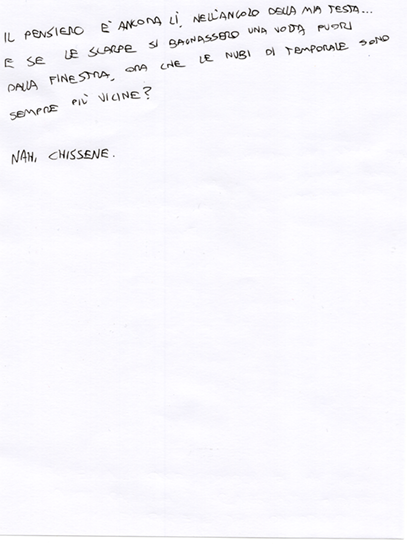 IL PENSIERO E' ANCORA LÌ, NELL'ANGOLO DELLA MIA TESTA...
E SE LE SCARPE SI BAGNASSERO UNA VOLTA FUORI
DALLA FINESTRA, ORA CHE LE NUBI DI TEMPORALE SONO
SEMPRE PIÙ VICINE?
NAH, CHISSENE.